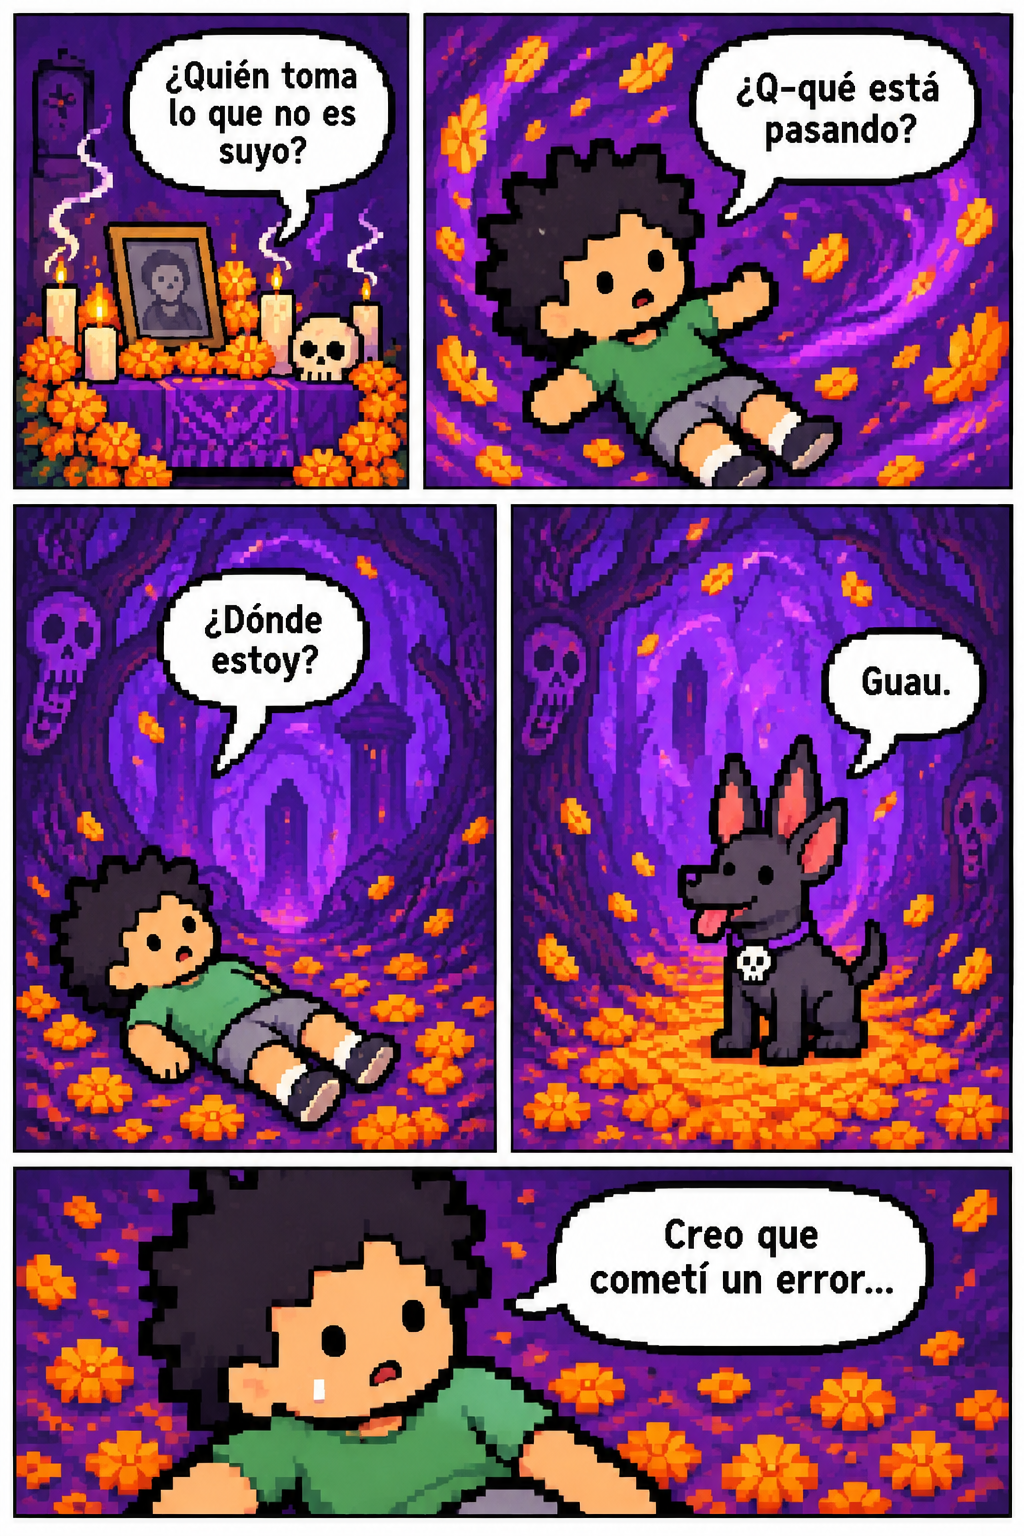 ¿Quién toma
lo que no es
suyo?
¿Q-qué está
pasando?
¿Dónde
estoy?
Guau.
Creo que
cometí un error...